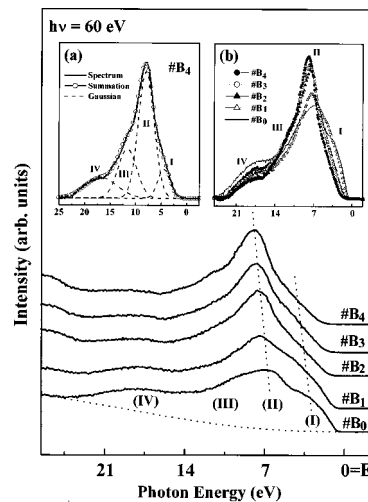 hν = 60 eV
(a)
#B4
Spectrum
Summation
Gaussian
II
I
III
IV
25 20 15 10 5 0
(b)
II
#B4
#B3
#B2
#B1
#B0
III
I
IV
21 14 7 0
Intensity (arb. units)
#B4
#B3
#B2
#B1
#B0
(IV) (III) (II) (I)
21 14 7 0=E
Photon Energy (eV)